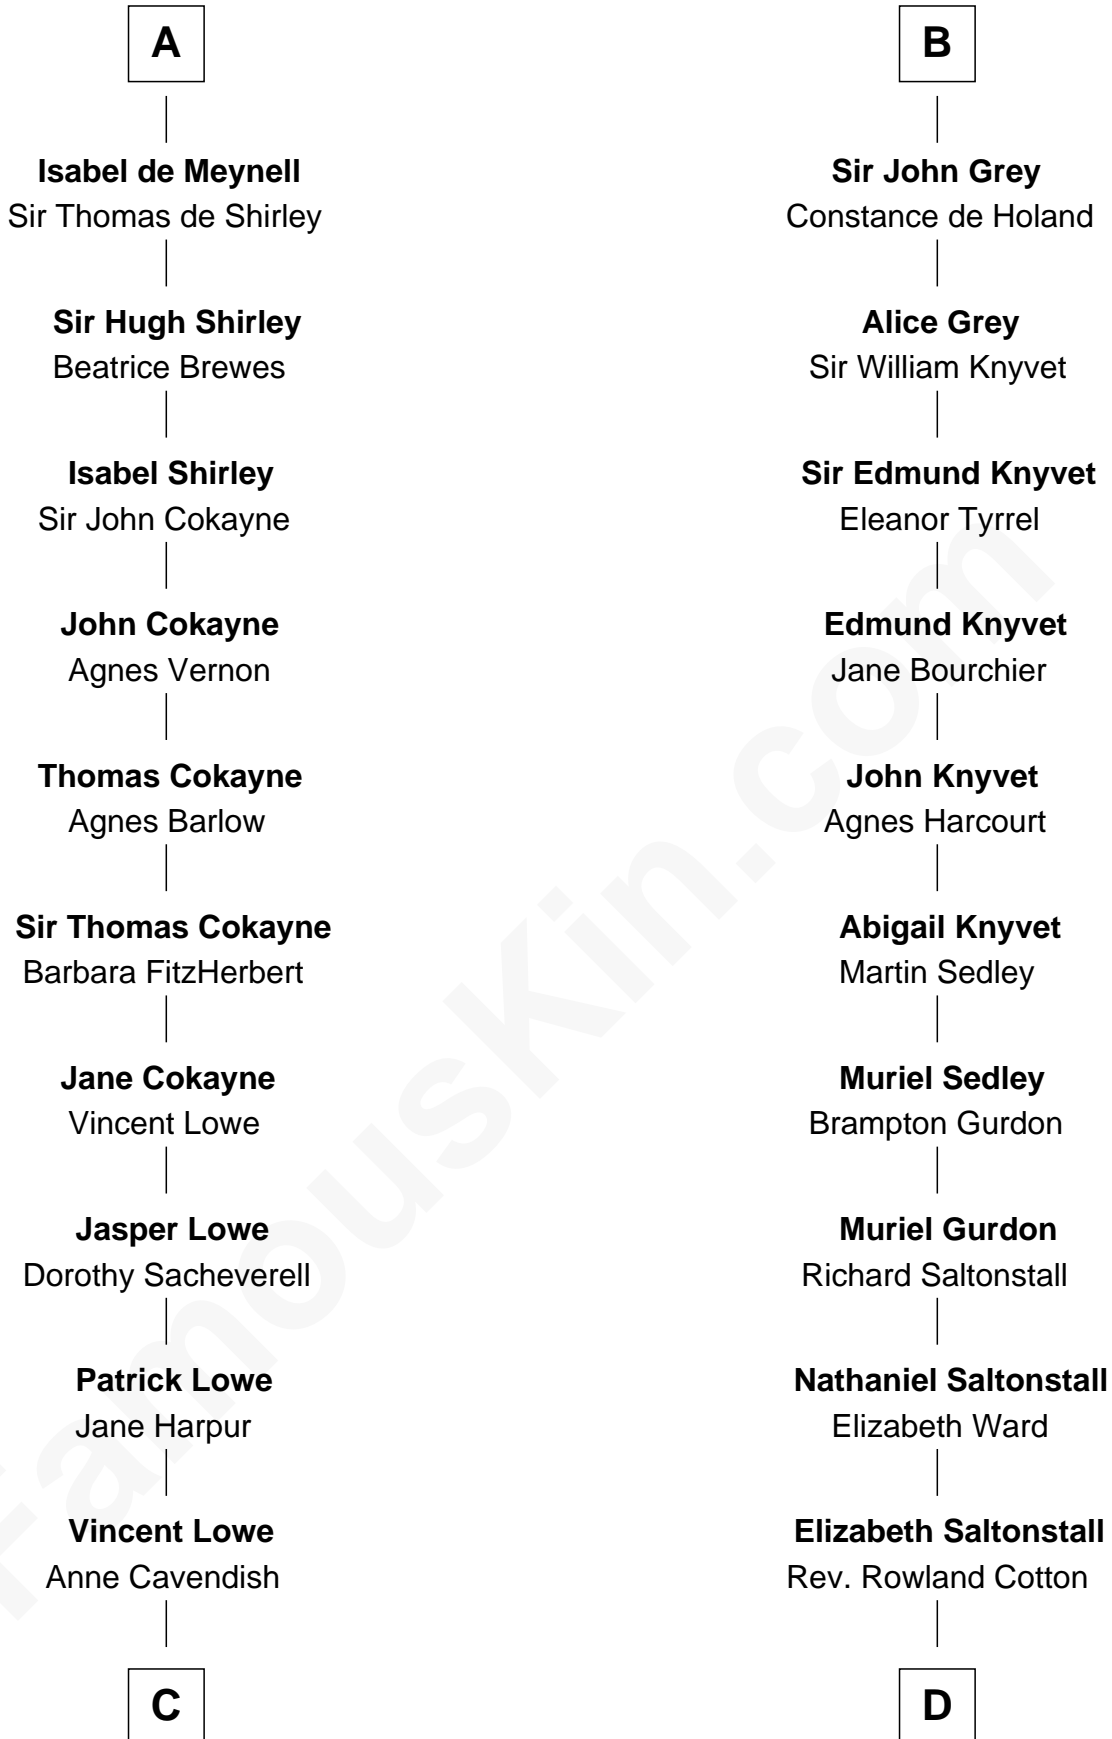 A
Isabel de Meynell
Sir Thomas de Shirley
Sir Hugh Shirley
Beatrice Brewes
Isabel Shirley
Sir John Cokayne
John Cokayne
Agnes Vernon
Thomas Cokayne
Agnes Barlow
Sir Thomas Cokayne
Barbara FitzHerbert
Jane Cokayne
Vincent Lowe
Jasper Lowe
Dorothy Sacheverell
Patrick Lowe
Jane Harpur
Vincent Lowe
Anne Cavendish
C
B
Sir John Grey
Constance de Holand
Alice Grey
Sir William Knyvet
Sir Edmund Knyvet
Eleanor Tyrrel
Edmund Knyvet
Jane Bourchier
John Knyvet
Agnes Harcourt
Abigail Knyvet
Martin Sedley
Muriel Sedley
Brampton Gurdon
Muriel Gurdon
Richard Saltonstall
Nathaniel Saltonstall
Elizabeth Ward
Elizabeth Saltonstall
Rev. Rowland Cotton
D
FamousKin.com